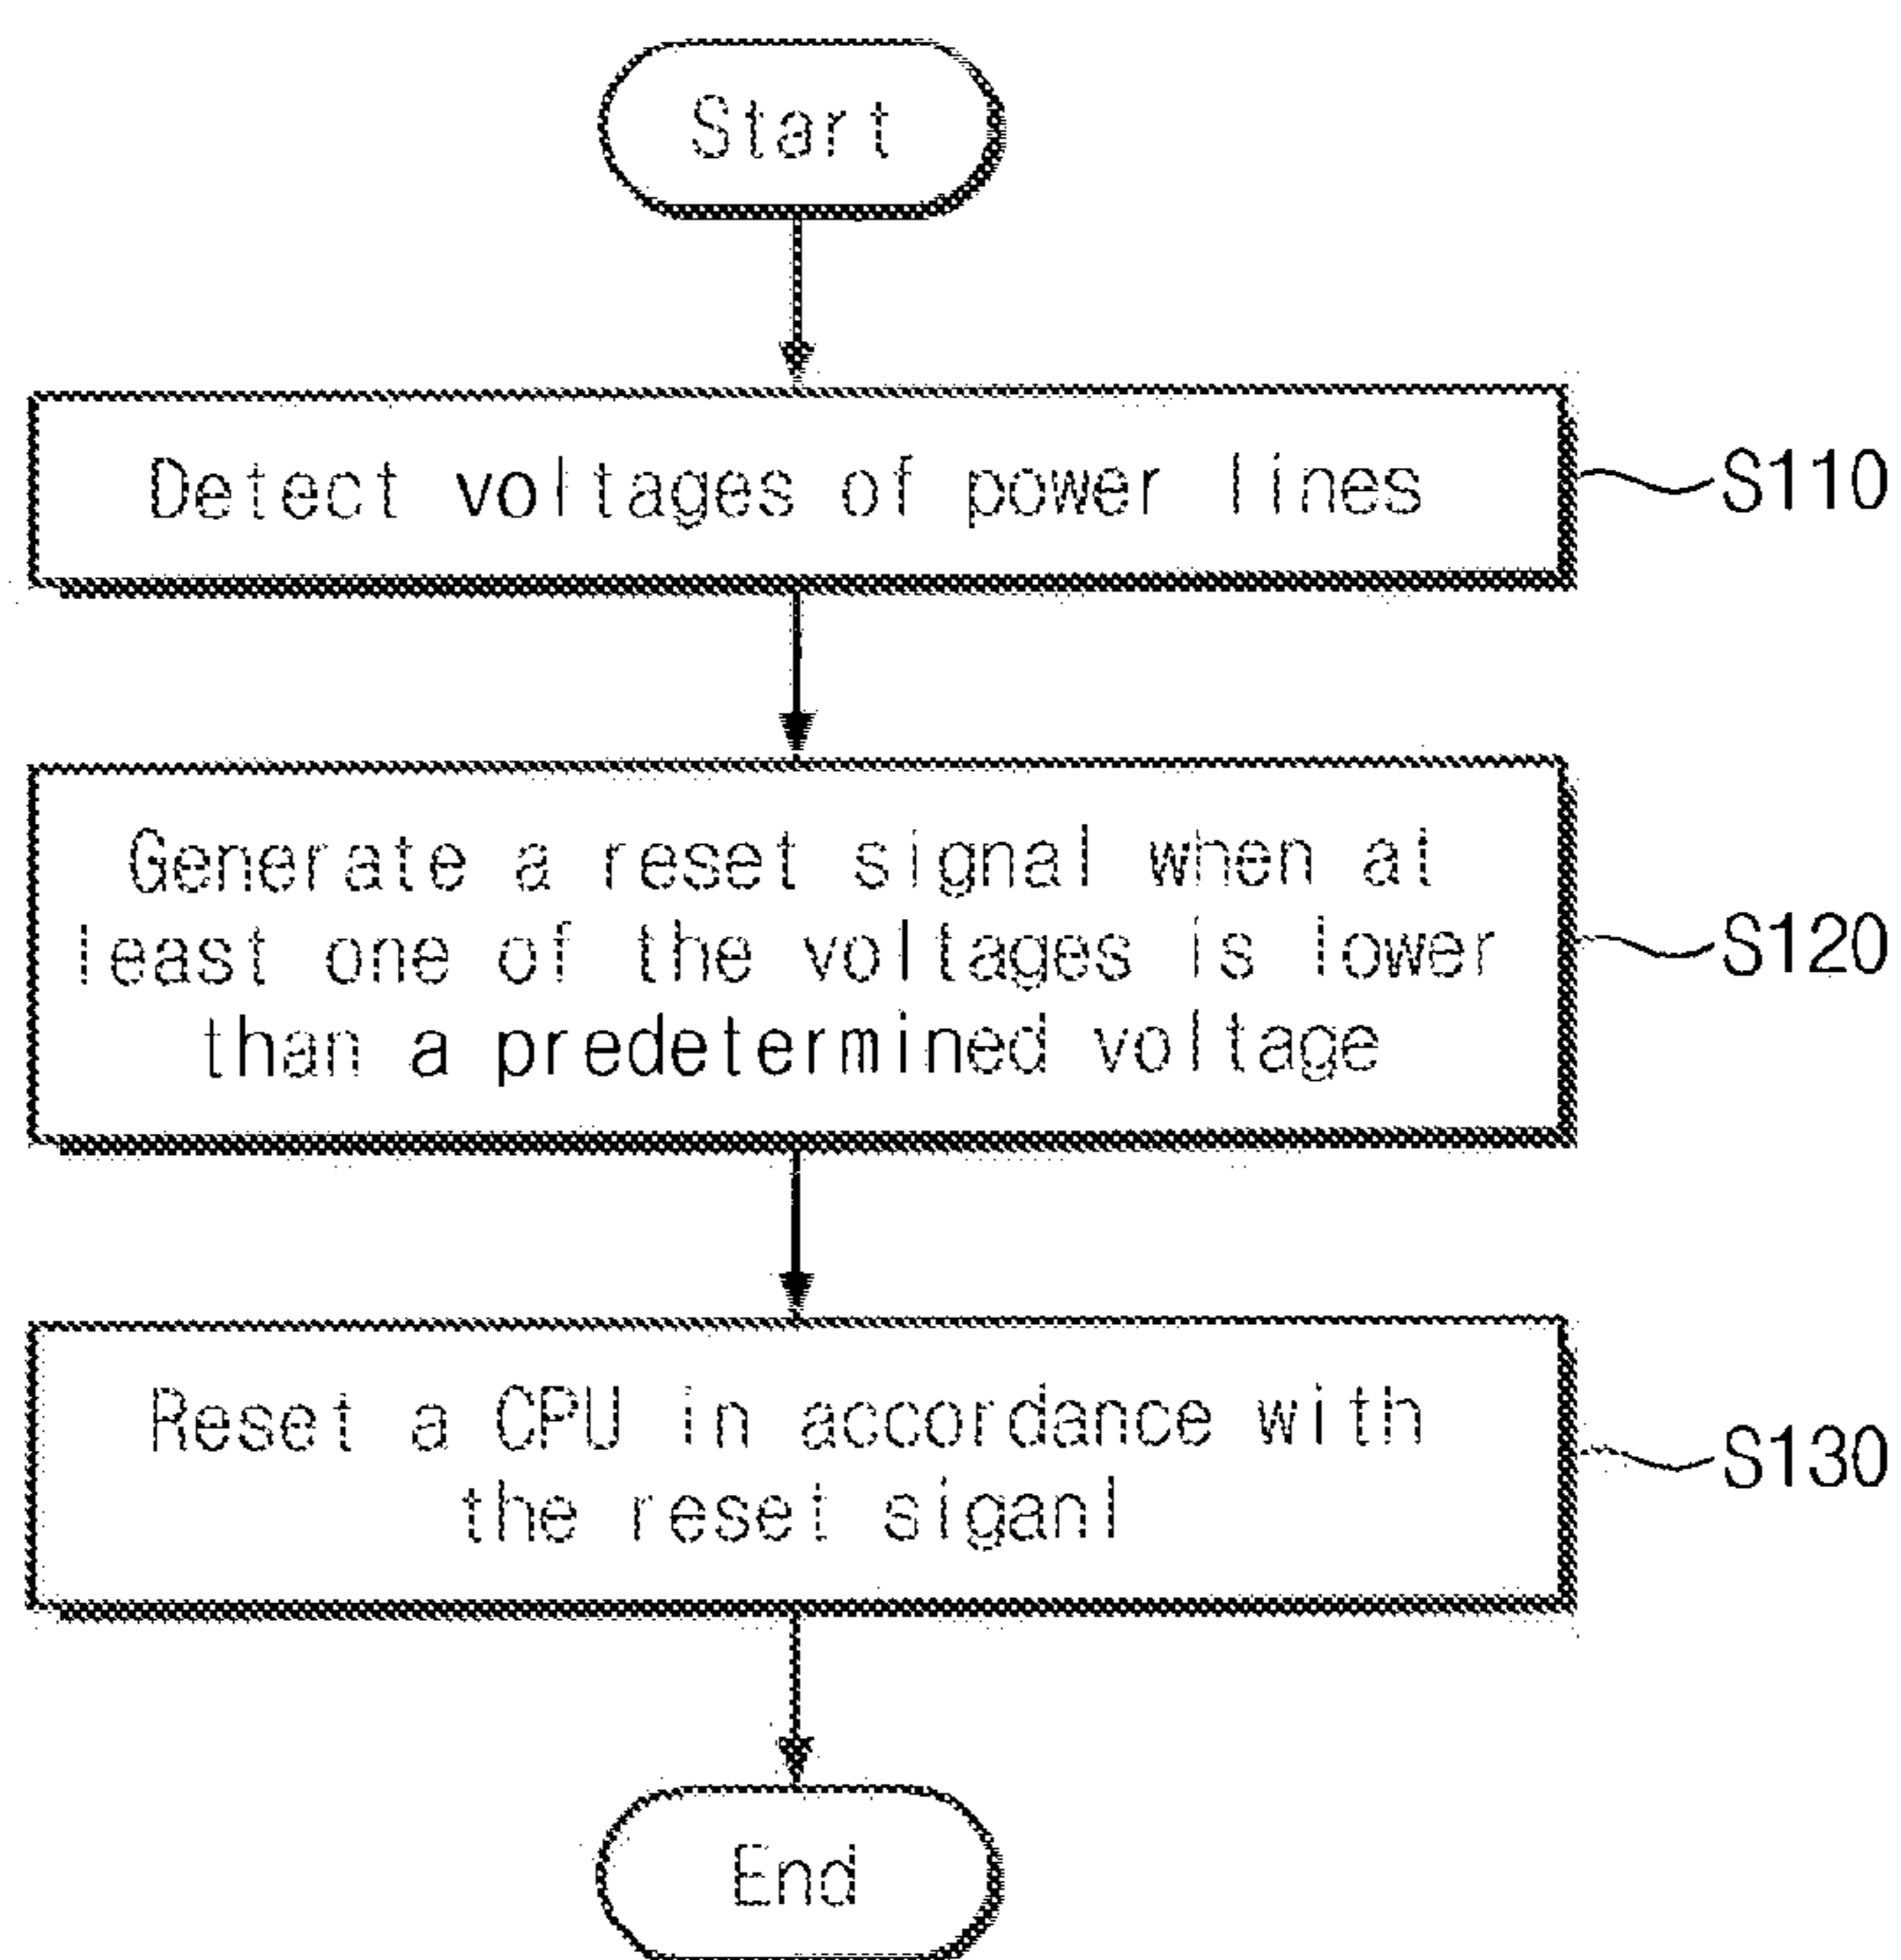 Start
Detect voltages of power lines
S110
Generate a reset signal when at
least one of the voltages is lower
than a predetermined voltage
S120
Reset a CPU in accordance with
the reset siganl
S130
End